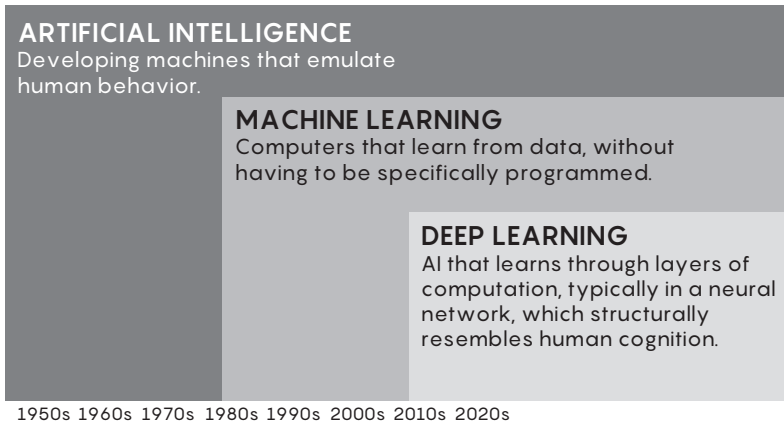 ARTIFICIAL INTELLIGENCE
Developing machines that emulate
human behavior.
MACHINE LEARNING
Computers that learn from data, without
having to be specifically programmed.
DEEP LEARNING
AI that learns through layers of
computation, typically in a neural
network, which structurally
resembles human cognition.
1950s 1960s 1970s 1980s 1990s 2000s 2010s 2020s